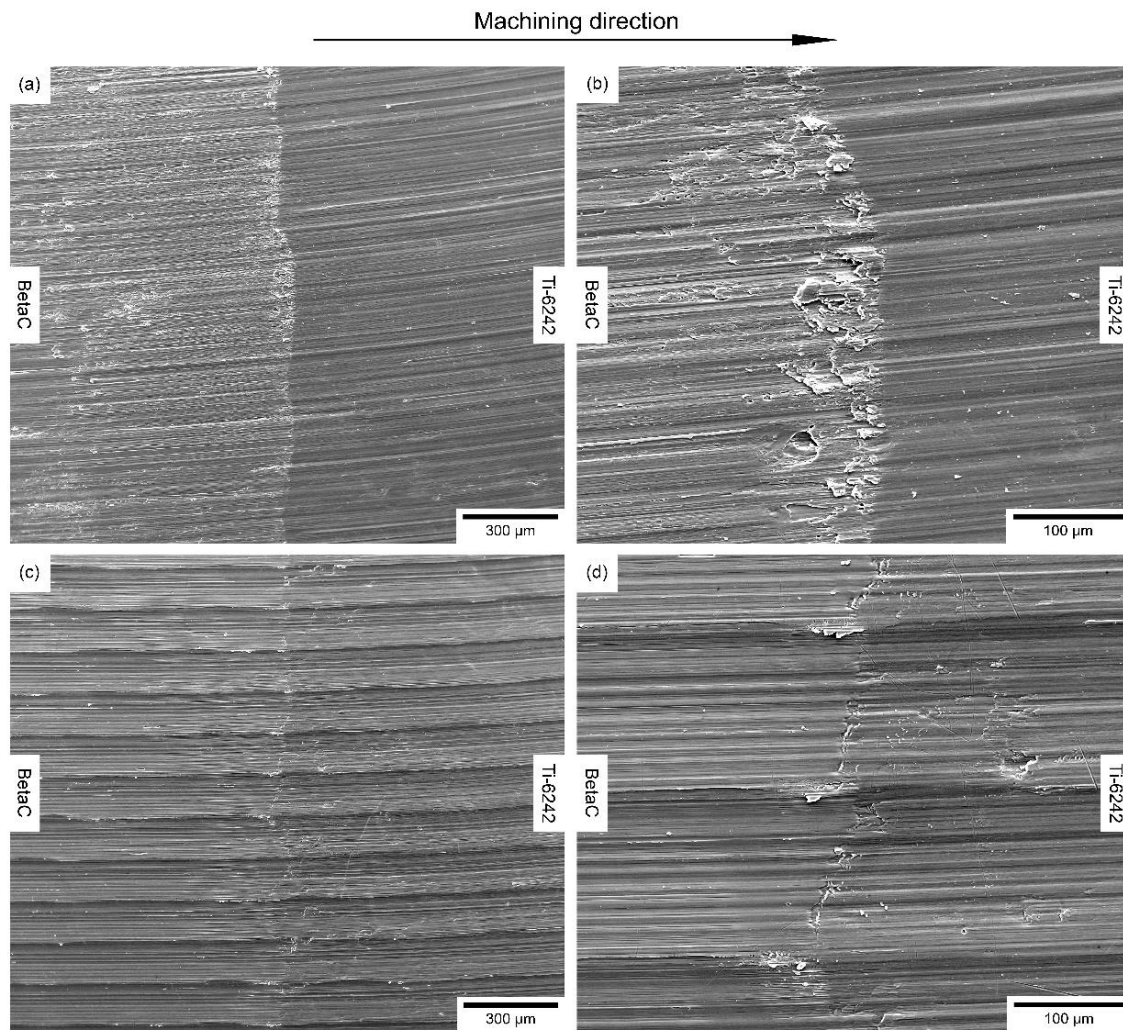 Machining direction
(a)
(b)
BetaC
Ti-6242
BetaC
Ti-6242
300 µm
100 µm
(c)
(d)
BetaC
Ti-6242
BetaC
Ti-6242
300 µm
100 µm